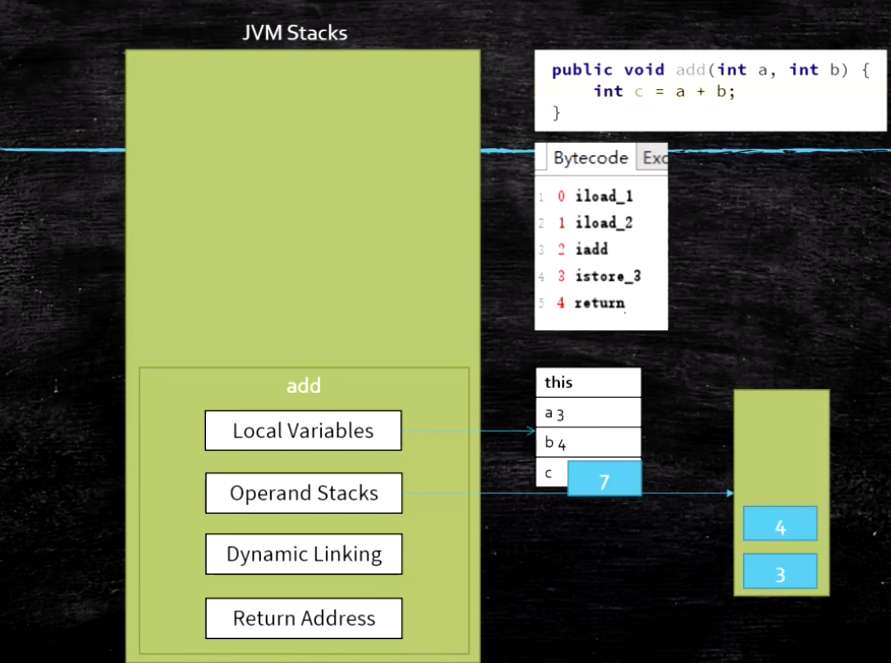 JVM Stacks
public void add(int a, int b) {
int c = a + b;
}
Bytecode Exc
1 0 iload_1
2 1 iload_2
3 2 iadd
4 3 istore_3
5 4 return
add
Local Variables
Operand Stacks
Dynamic Linking
Return Address
this
a 3
b 4
c 7
4
3